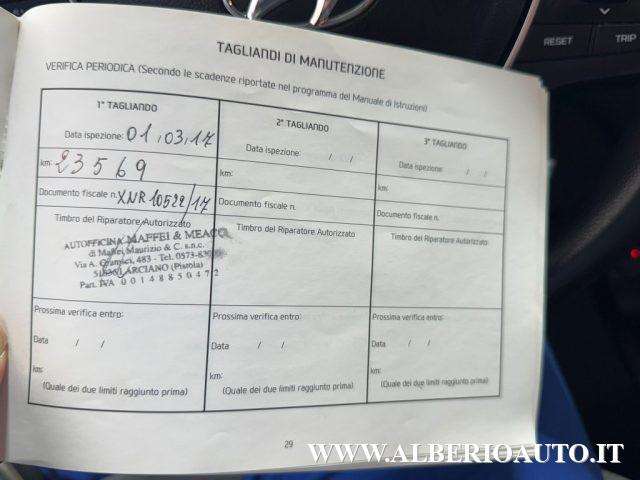 RESET
TRIP
TAGLIANDI DI MANUTENZIONE
VERIFICA PERIODICA (Secondo le scadenze riportate nel programma del Manuale di Istruzioni)
1° TAGLIANDO
Data ispezione: 01,03,17
km: 23569
Documento fiscale n. XNR 10522/17
Timbro del Riparatore Autorizzato
AUTOFFICINA MAFFEI & MEACCI
di Maffei Maurizio & C. s.n.c.
Via A. Gramsci, 483 - Tel. 0573-
LARCIANO (Pistoia)
Part. IVA 00148850472
Prossima verifica entro:
Data / /
km:
(Quale dei due limiti raggiunto prima)
2° TAGLIANDO
Data ispezione: / /
km:
Documento fiscale n.
Timbro del Riparatore Autorizzato
Prossima verifica entro:
Data / /
km:
(Quale dei due limiti raggiunto prima)
3° TAGLIANDO
Data ispezione: / /
km:
Documento fiscale n.
Timbro del Riparatore Autorizzato
Prossima verifica entro:
Data / /
km:
(Quale dei due limiti raggiunto prima)
29
WWW.ALBERIOAUTO.IT